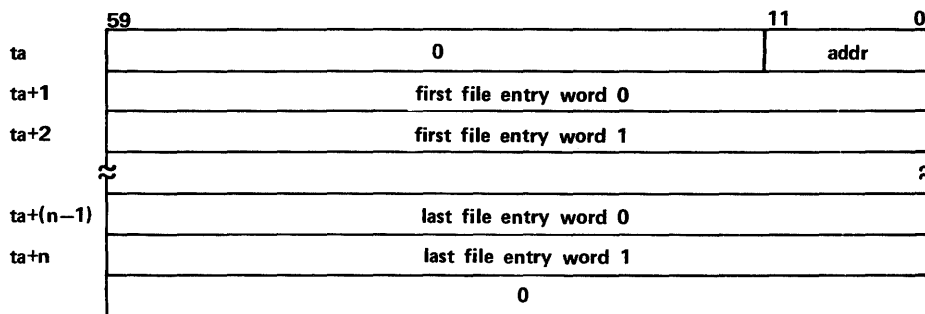 59 11 0
ta 0 addr
ta+1 first file entry word 0
ta+2 first file entry word 1
ta+(n−1) last file entry word 0
ta+n last file entry word 1
0